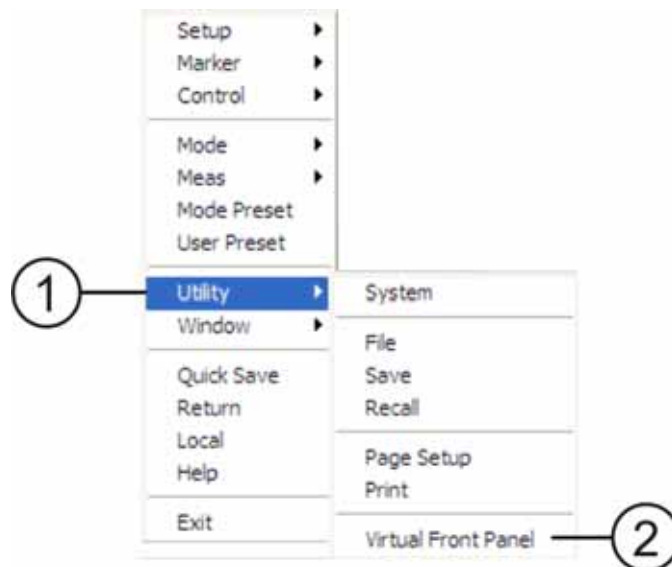 Setup
Marker
Control
Mode
Meas
Mode Preset
User Preset
1
Utility
Window
Quick Save
Return
Local
Help
Exit
System
File
Save
Recall
Page Setup
Print
Virtual Front Panel
2